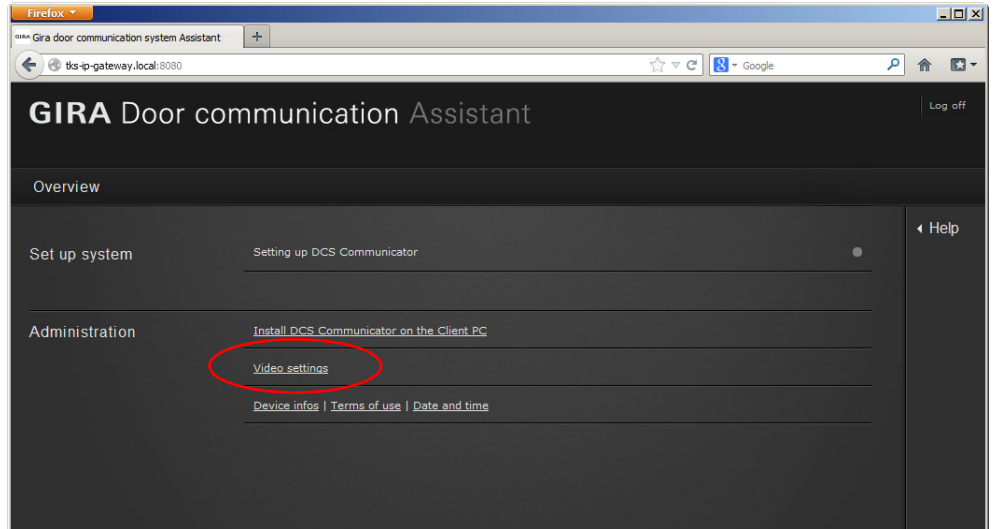 Firefox
GIRA Gira door communication system Assistant
tks-ip-gateway.local:8080
Google
GIRA Door communication Assistant
Log off
Overview
Help
Set up system
Setting up DCS Communicator
Administration
Install DCS Communicator on the Client PC
Video settings
Device infos | Terms of use | Date and time